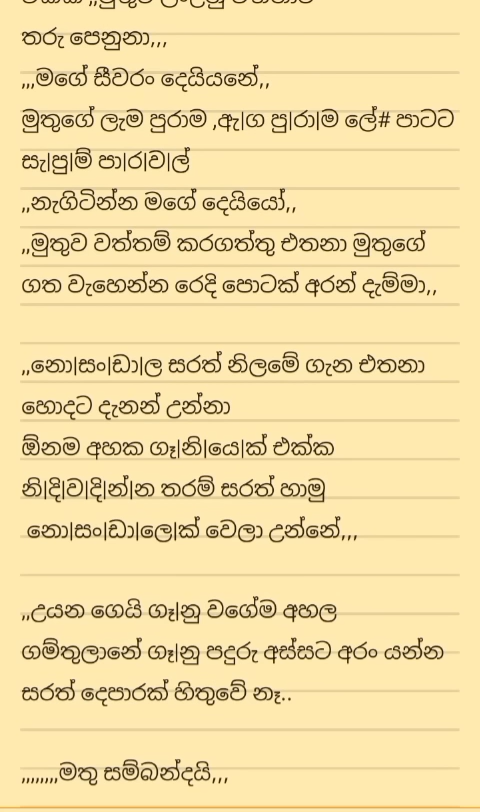 තරු පෙනුනා,,,
,,,මගේ සීවරං දෙයියනේ,,
මුතුගේ ලැම පුරාම ,ඇ|ග පු|රා|ම ලේ# පාටට
සැ|පු|ම් පා|ර|ව|ල්
,,නැගිටින්න මගේ දෙයියෝ,,
,,මුතුව වත්තම් කරගත්තු එතනා මුතුගේ
ගත වැහෙන්න රෙදි පොටක් අරන් දැම්මා,,
,,නො|සං|ඩා|ල සරත් නිලමේ ගැන එතනා
හොදට දැනන් උන්නා
ඕනම අහක ගෑ|නි|යෙ|ක් එක්ක
නි|දි|ව|දි|න්|න තරම් සරත් හාමු
නො|සං|ඩා|ලෙ|ක් වෙලා උන්නේ,,,
,,උයන ගෙයි ගෑ|නු වගේම අහල
ගම්තුලානේ ගෑ|නු පදුරු අස්සට අරං යන්න
සරත් දෙපාරක් හිතුවේ නෑ..
,,,,,,,,මතු සම්බන්දයි,,,